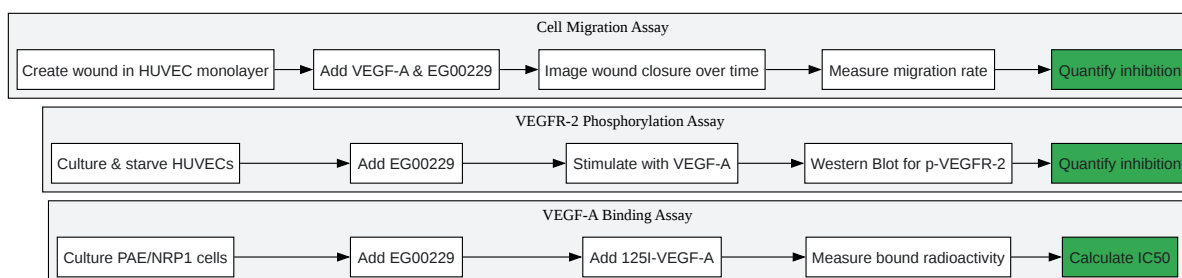 Cell Migration Assay
Create wound in HUVEC monolayer
Add VEGF-A & EG00229
Image wound closure over time
Measure migration rate
Quantify inhibition
VEGFR-2 Phosphorylation Assay
Culture & starve HUVECs
Add EG00229
Stimulate with VEGF-A
Western Blot for p-VEGFR-2
Quantify inhibition
VEGF-A Binding Assay
Culture PAE/NRP1 cells
Add EG00229
Add 125I-VEGF-A
Measure bound radioactivity
Calculate IC50